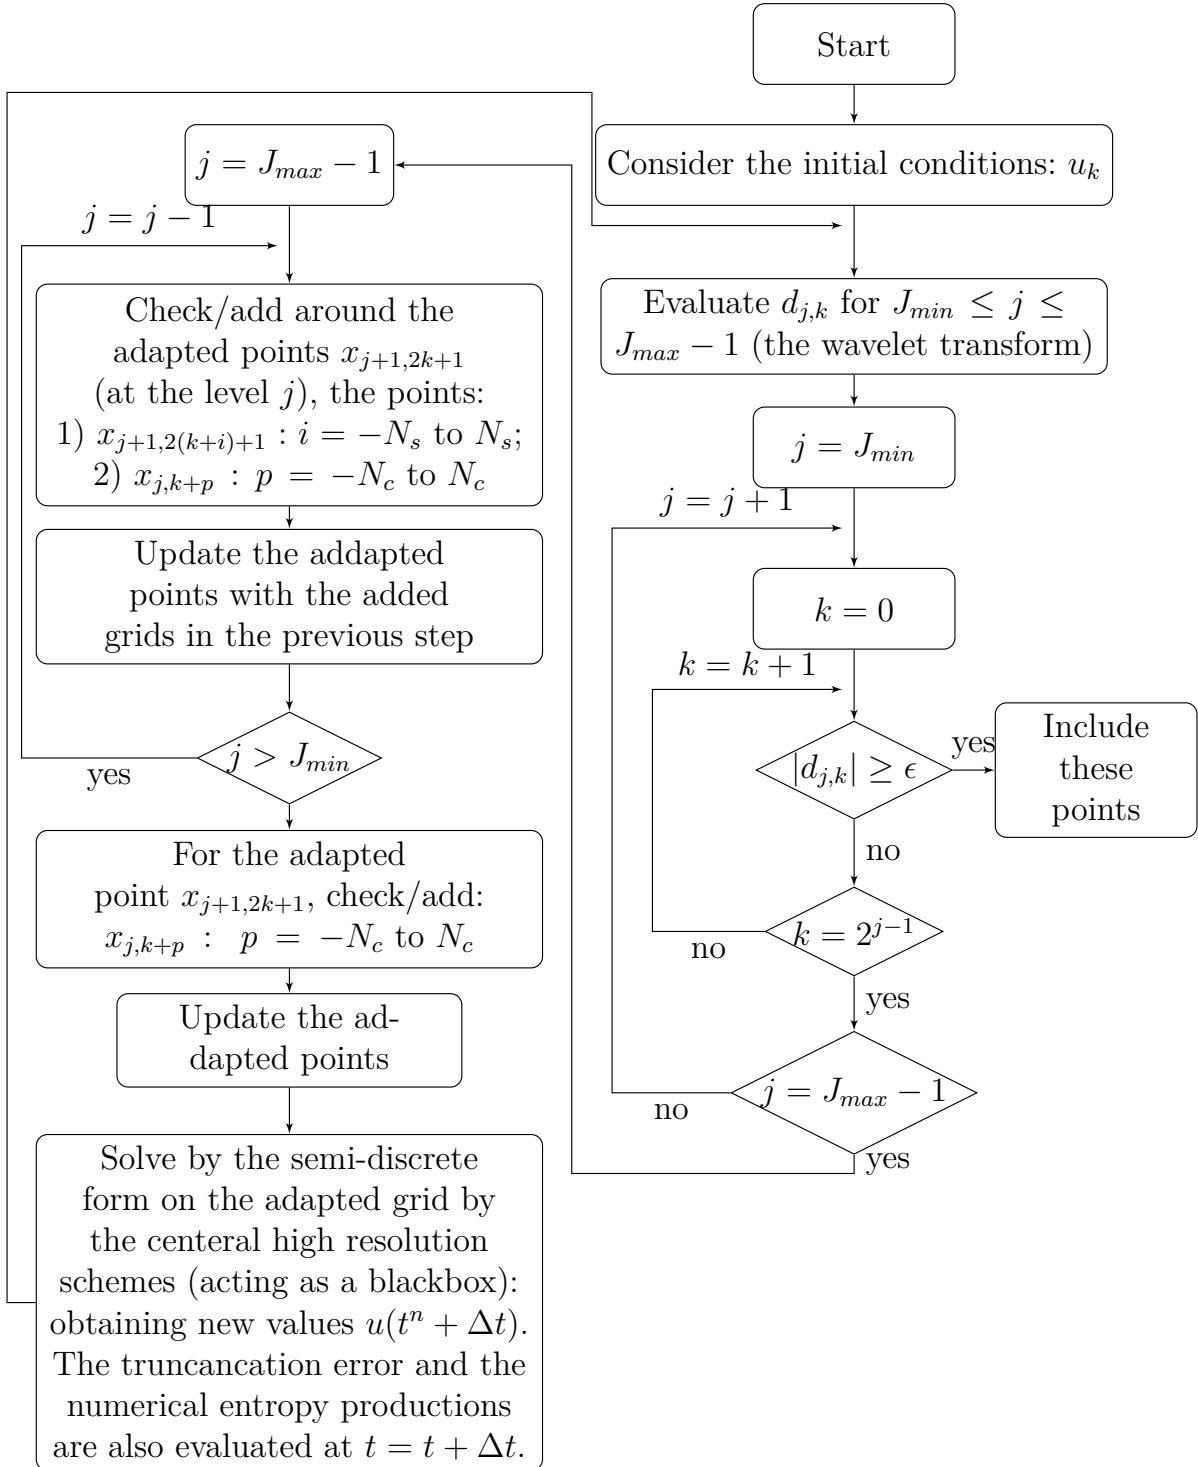 Start
Consider the initial conditions: $u_k$
Evaluate $d_{j,k}$ for $J_{min} \leq j \leq$
$J_{max} - 1$ (the wavelet transform)
$j = J_{min}$
$j = j + 1$
$k = 0$
$k = k + 1$
$|d_{j,k}| \geq \epsilon$
yes
Include
these
points
no
$k = 2^{j-1}$
no
yes
$j = J_{max} - 1$
no
yes
$j = J_{max} - 1$
$j = j - 1$
Check/add around the
adapted points $x_{j+1,2k+1}$
(at the level $j$), the points:
1) $x_{j+1,2(k+i)+1} : i = -N_s$ to $N_s$;
2) $x_{j,k+p} : p = -N_c$ to $N_c$
Update the addapted
points with the added
grids in the previous step
$j > J_{min}$
yes
For the adapted
point $x_{j+1,2k+1}$, check/add:
$x_{j,k+p} : p = -N_c$ to $N_c$
Update the ad-
dapted points
Solve by the semi-discrete
form on the adapted grid by
the centeral high resolution
schemes (acting as a blackbox):
obtaining new values $u(t^n + \Delta t)$.
The truncancation error and the
numerical entropy productions
are also evaluated at $t = t + \Delta t$.